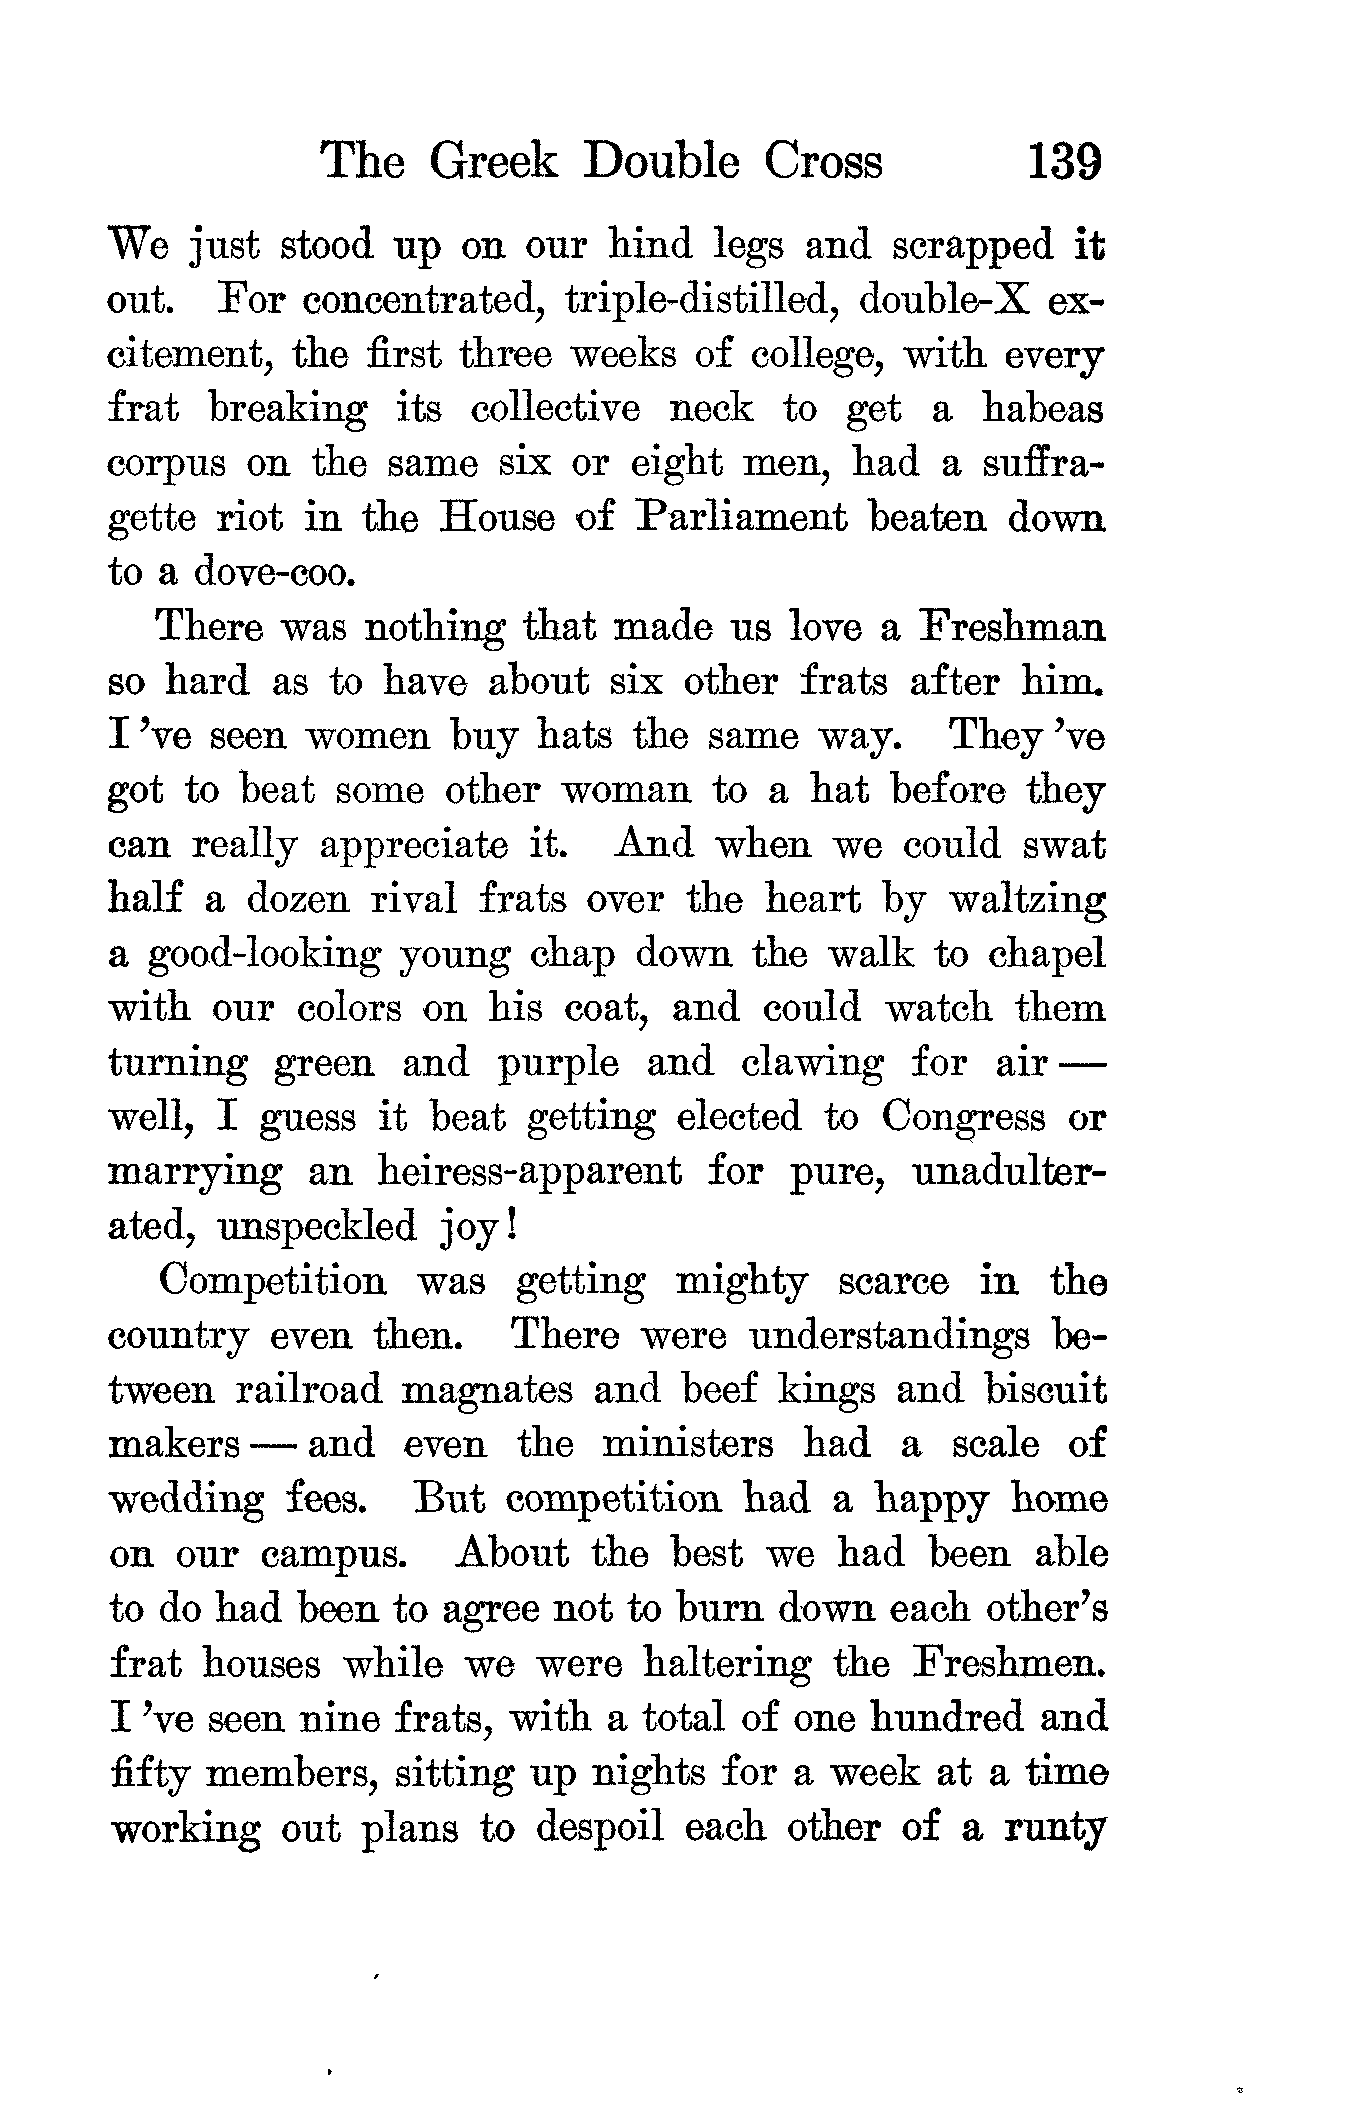 The Greek Double Cross 139
We just stood up on our hind legs and scrapped it
out. For concentrated, triple-distilled, double-X ex-
citement, the first three weeks of college, with every
frat breaking its collective neck to get a habeas
corpus on the same six or eight men, had a suffra-
gette riot in the House of Parliament beaten down
to a dove-coo.
There was nothing that made us love a Freshman
so hard as to have about six other frats after him.
I 've seen women buy hats the same way. They 've
got to beat some other woman to a hat before they
can really appreciate it. And when we could swat
half a dozen rival frats over the heart by waltzing
a good-looking young chap down the walk to chapel
with our colors on his coat, and could watch them
turning green and purple and clawing for air —
well, I guess it beat getting elected to Congress or
marrying an heiress-apparent for pure, unadulter-
ated, unspeckled joy!
Competition was getting mighty scarce in the
country even then. There were understandings be-
tween railroad magnates and beef kings and biscuit
makers — and even the ministers had a scale of
wedding fees. But competition had a happy home
on our campus. About the best we had been able
to do had been to agree not to burn down each other's
frat houses while we were haltering the Freshmen.
I 've seen nine frats, with a total of one hundred and
fifty members, sitting up nights for a week at a time
working out plans to despoil each other of a runty